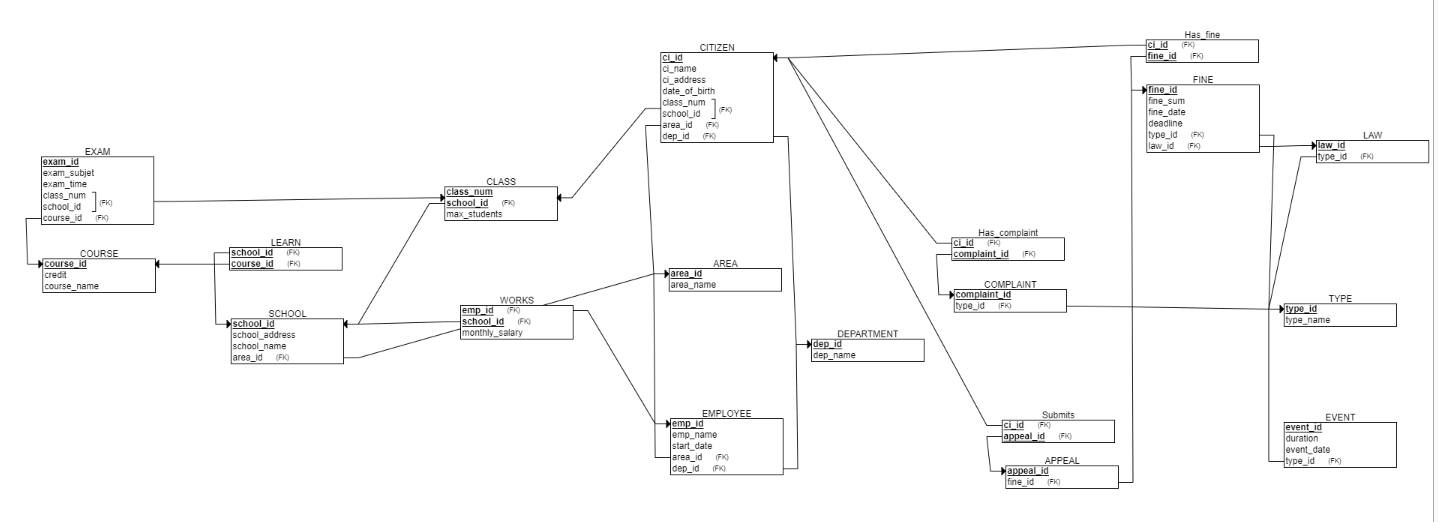 Has_fine
ci_id (FK)
fine_id (FK)
CITIZEN
ci_id
ci_name
ci_address
date_of_birth
class_num
school_id
(FK)
area_id (FK)
dep_id (FK)
FINE
fine_id
fine_sum
fine_date
deadline
type_id (FK)
law_id (FK)
LAW
law_id
type_id (FK)
EXAM
exam_id
exam_subjet
exam_time
class_num
school_id
(FK)
course_id (FK)
CLASS
class_num
school_id (FK)
max_students
Has_complaint
ci_id (FK)
complaint_id (FK)
LEARN
school_id (FK)
course_id (FK)
COURSE
course_id
credit
course_name
AREA
area_id
area_name
COMPLAINT
complaint_id
type_id (FK)
WORKS
emp_id (FK)
school_id (FK)
monthly_salary
TYPE
type_id
type_name
SCHOOL
school_id
school_address
school_name
area_id (FK)
DEPARTMENT
dep_id
dep_name
EMPLOYEE
emp_id
emp_name
start_date
area_id (FK)
dep_id (FK)
Submits
ci_id (FK)
appeal_id (FK)
EVENT
event_id
duration
event_date
type_id (FK)
APPEAL
appeal_id
fine_id (FK)